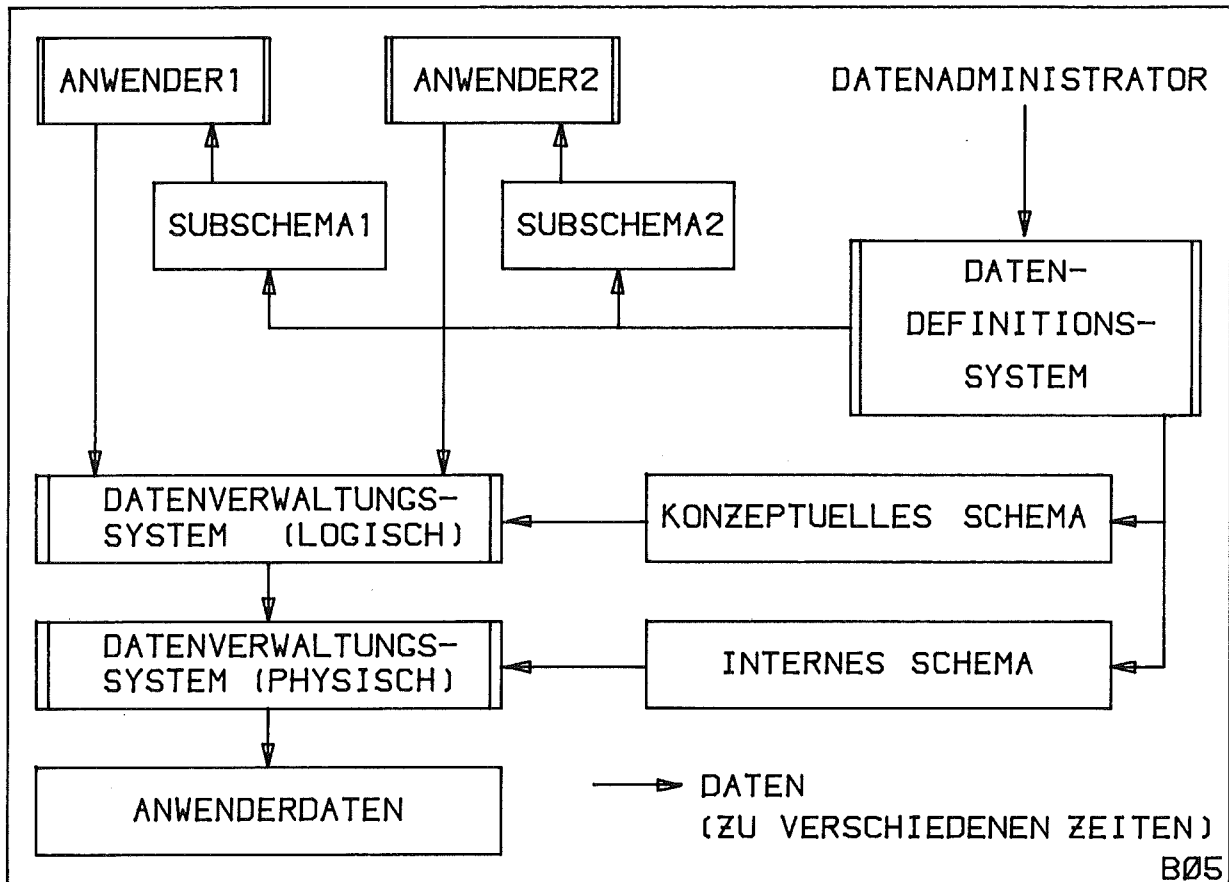 ANWENDER1
ANWENDER2
DATENADMINISTRATOR
SUBSCHEMA1
SUBSCHEMA2
DATEN-
DEFINITIONS-
SYSTEM
DATENVERWALTUNGS-
SYSTEM (LOGISCH)
KONZEPTUELLES SCHEMA
DATENVERWALTUNGS-
SYSTEM (PHYSISCH)
INTERNES SCHEMA
ANWENDERDATEN
DATEN
(ZU VERSCHIEDENEN ZEITEN)
BØ5